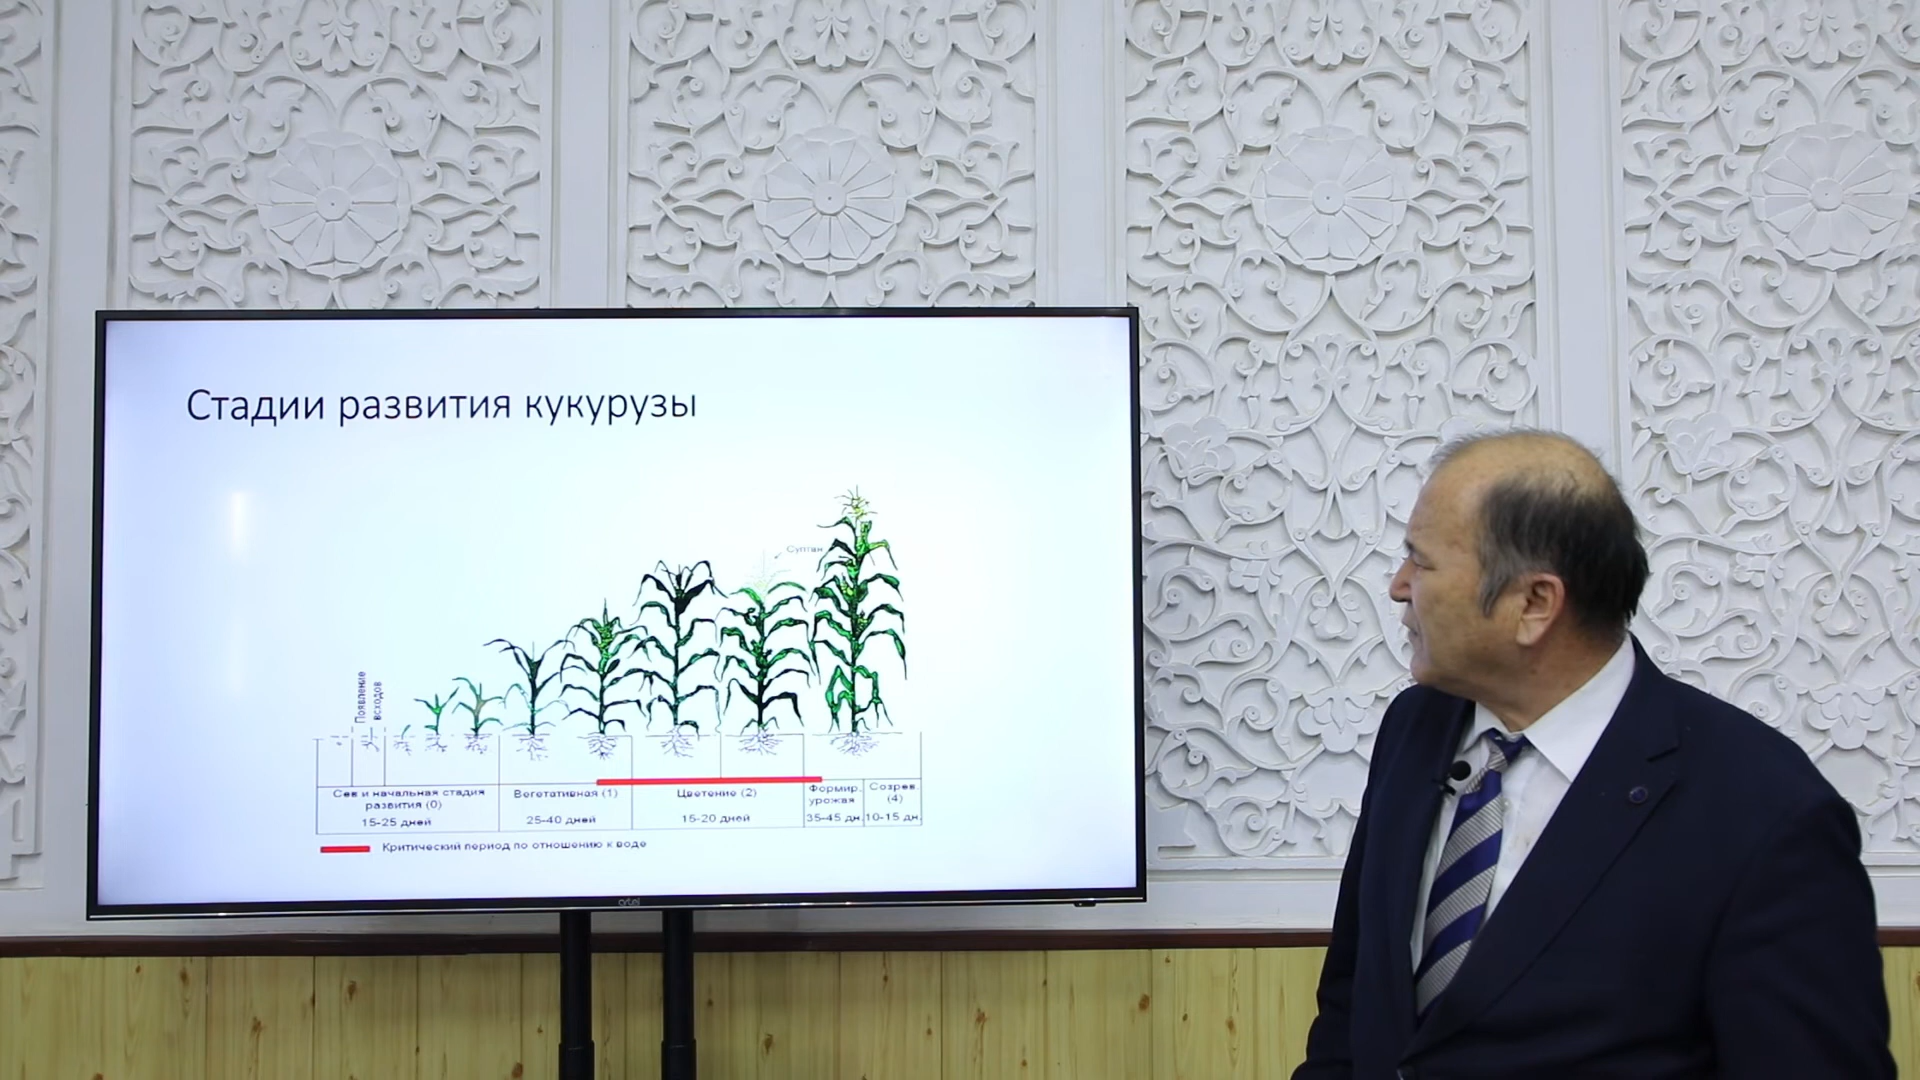 Стадии развития кукурузы
Султан
Появление
всходов
Сев и начальная стадия
развития (0)
15-25 дней
Вегетативная (1)
25-40 дней
Цветение (2)
15-20 дней
Формир.
урожая
35-45 дн.
Созрев.
(4)
10-15 дн.
Критический период по отношению к воде
artel